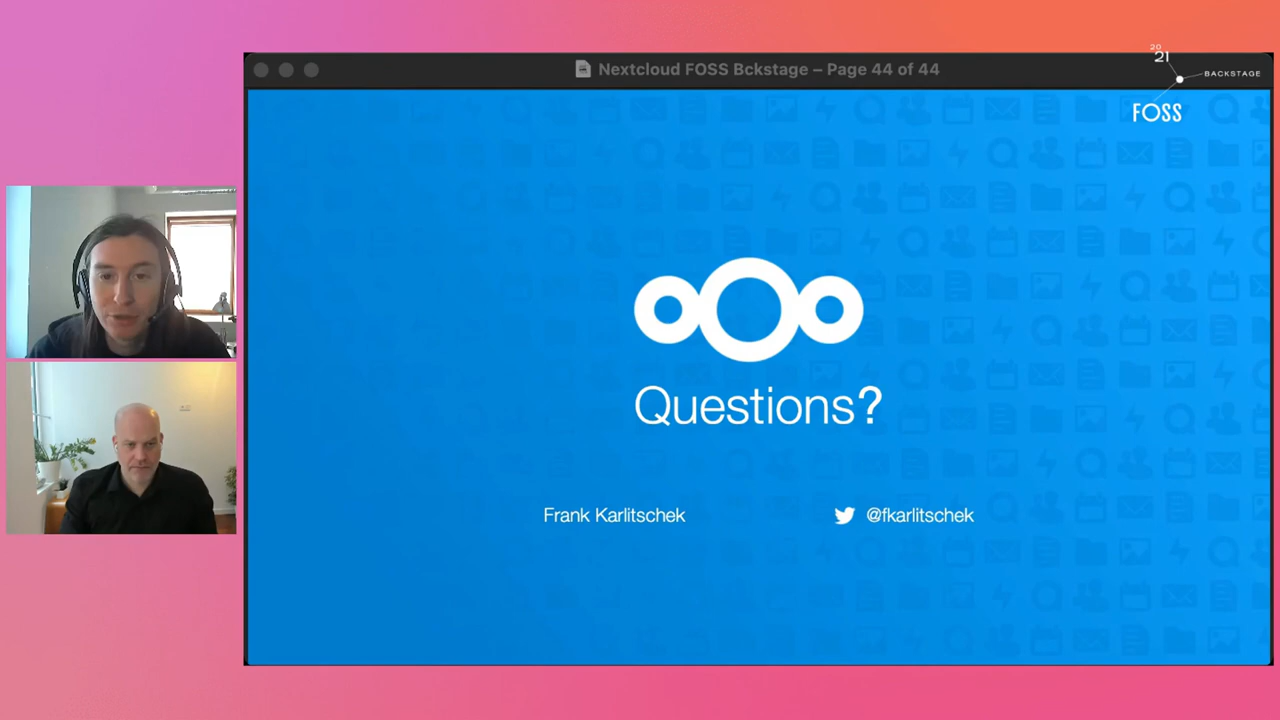 Nextcloud FOSS Bckstage – Page 44 of 44
20
21
BACKSTAGE
FOSS
Questions?
Frank Karlitschek
@fkarlitschek